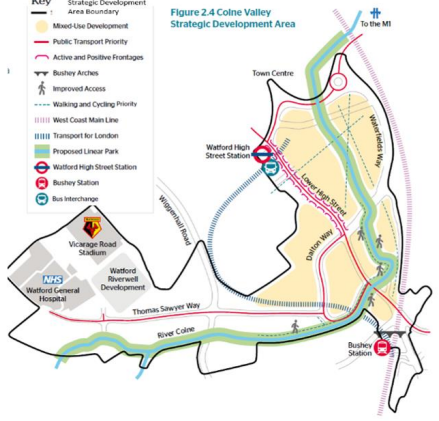 Key
Strategic Development
Area Boundary
Mixed-Use Development
Public Transport Priority
Active and Positive Frontages
Bushey Arches
Improved Access
Walking and Cycling Priority
West Coast Main Line
Transport for London
Proposed Linear Park
Watford High Street Station
Bushey Station
Bus Interchange
Figure 2.4 Colne Valley
Strategic Development Area
To the M1
Town Centre
Watford High
Street Station
Waterfields Way
Lower High Street
Wiggenhall Road
Dalton Way
Vicarage Road
Stadium
NHS
Watford General
Hospital
Watford
Riverwell
Development
Thomas Sawyer Way
River Colne
Bushey
Station